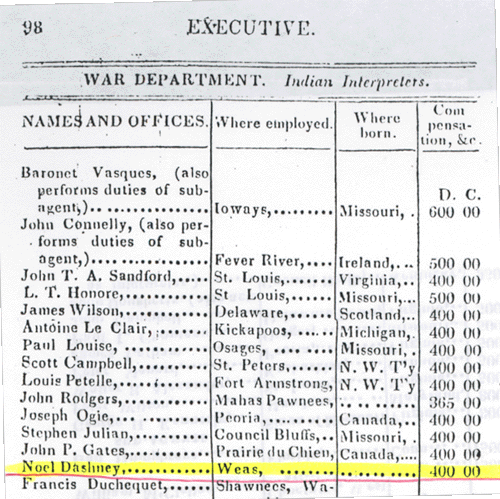 98 EXECUTIVE.
WAR DEPARTMENT. Indian Interpreters.
NAMES AND OFFICES. Where employed. Where born. Compensation, &c.
D. C.
Baronet Vasques, (also
performs duties of sub-
agent,).............. Ioways,......... Missouri, . 600 00
John Connelly, (also per-
forms duties of sub-
agent,).............. Fever River,.... Ireland,... 500 00
John T. A. Sandford,..... St. Louis,...... Virginia,.. 400 00
L. T. Honore,............ St Louis,....... Missouri,... 500 00
James Wilson,............ Delaware,....... Scotland,.. 400 00
Antoine Le Clair,........ Kickapoos,...... Michigan,. 400 00
Paul Louise,............. Osages, ........ Missouri, . 400 00
Scott Campbell,.......... St. Peters,..... N. W. T'y 400 00
Louis Petelle,........... Fort Armstrong, N. W. T'y 400 00
John Rodgers,............ Mahas Pawnees, .......... 365 00
Joseph Ogie,............. Peoria,......... Canada,... 400 00
Stephen Julian,.......... Council Bluffs,.. Missouri, . 400 00
John P. Gates,........... Prairie du Chien, Canada,.... 400 00
Noel Dashney,............ Weas, .......... .......... 400 00
Francis Duchequet,....... Shawnees, Wa-